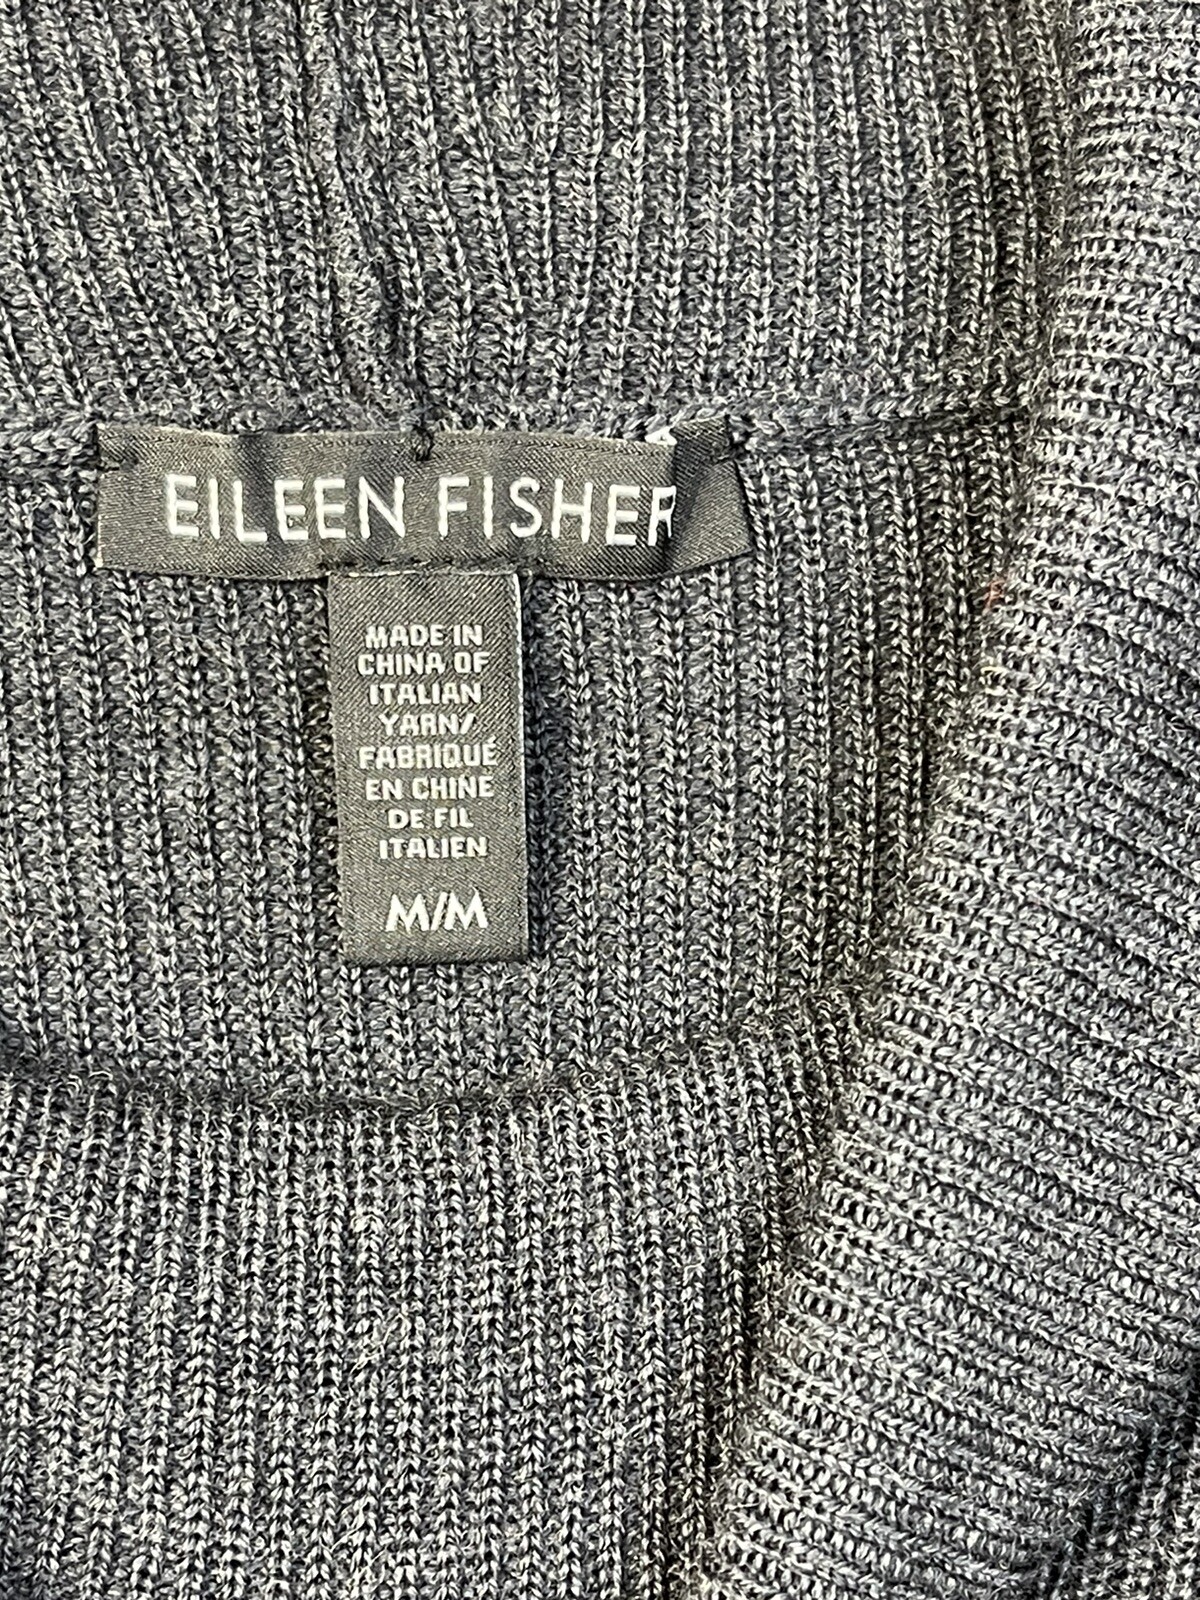 EILEEN FISHER
MADE IN
CHINA OF
ITALIAN
YARN/
FABRIQUÉ
EN CHINE
DE FIL
ITALIEN
M/M